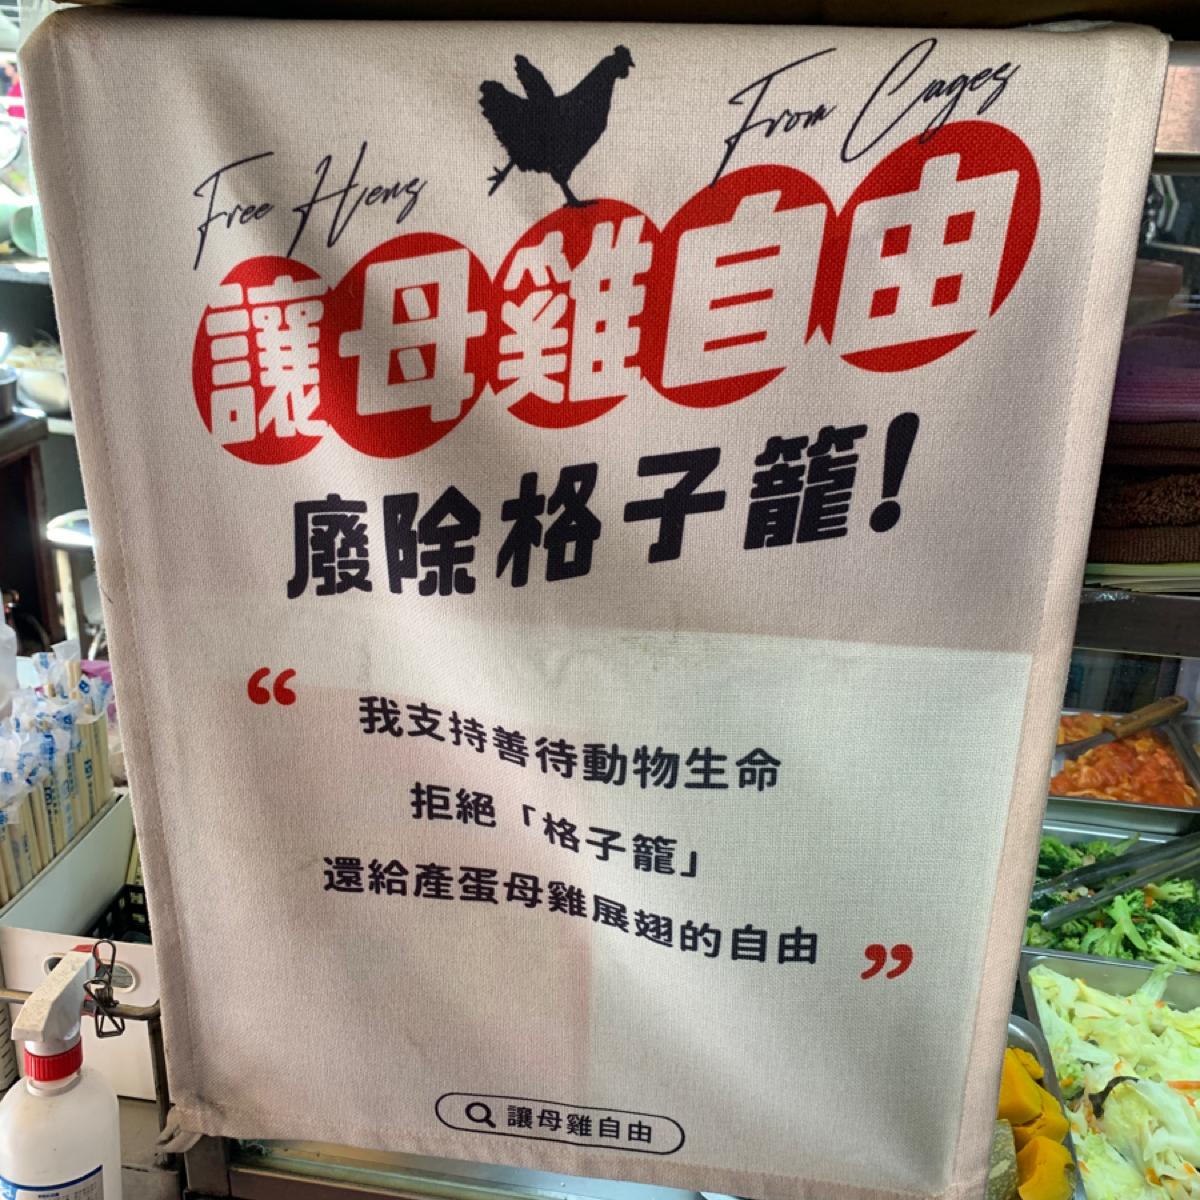 Free Hens From Cages
讓母雞自由
廢除格子籠!
“我支持善待動物生命
拒絕「格子籠」
還給產蛋母雞展翅的自由”
讓母雞自由